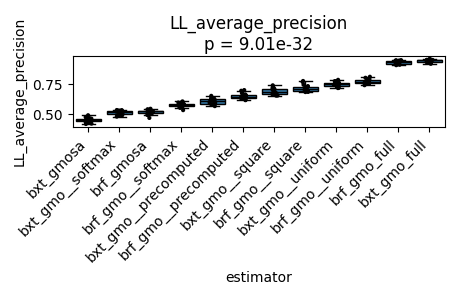 LL_average_precision
p = 9.01e-32
LL_average_precision
0.75
0.50
bxt_gmosa
bxt_gmo__softmax
brf_gmosa
brf_gmo__softmax
bxt_gmo__precomputed
brf_gmo__precomputed
bxt_gmo__square
brf_gmo__square
bxt_gmo__uniform
brf_gmo__uniform
brf_gmo_full
bxt_gmo_full
estimator